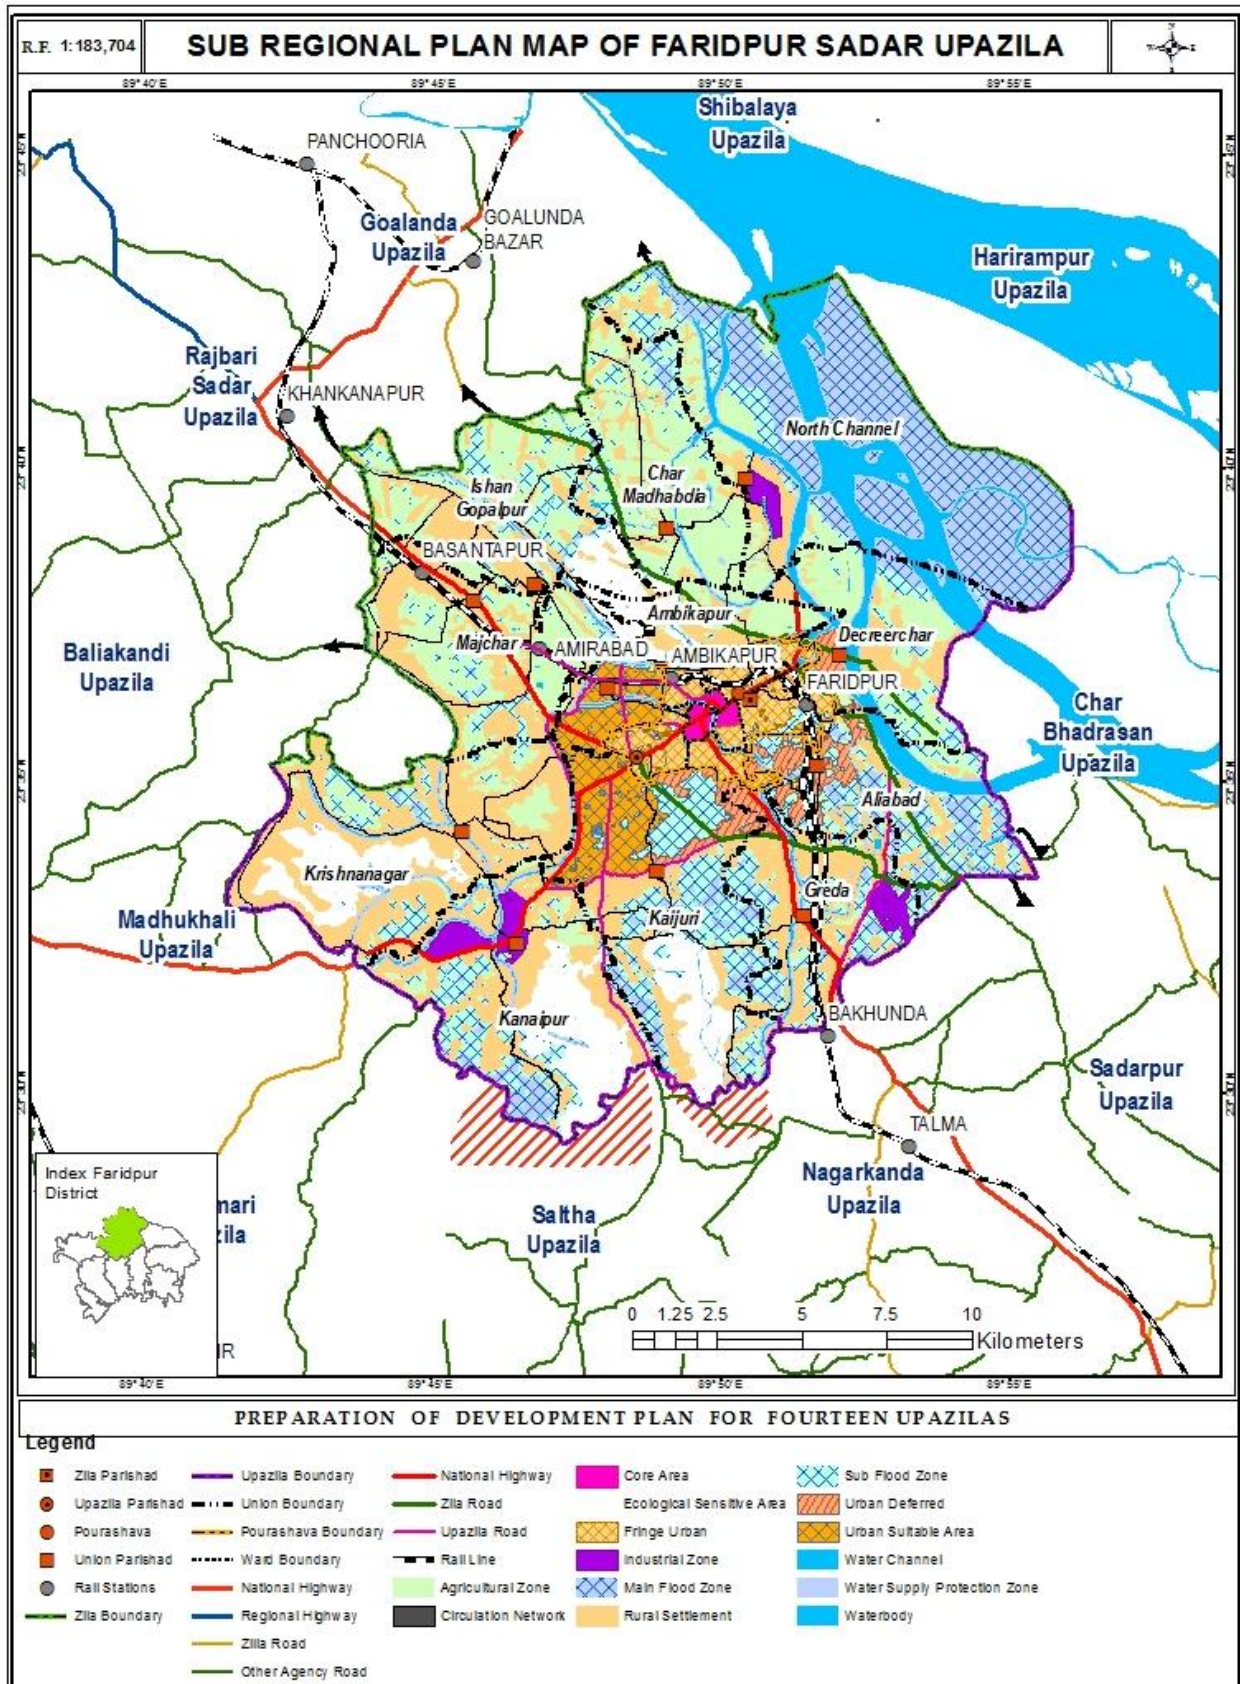 R.F. 1:183,704
SUB REGIONAL PLAN MAP OF FARIDPUR SADAR UPAZILA
89°40'E
89°45'E
89°50'E
89°55'E
Shibalaya
Upazila
PANCHOORIA
Goalanda
Upazila
GOALUNDA
BAZAR
Harirampur
Upazila
Rajbari
Sadar
Upazila
KHANKANAPUR
North Channel
Char
Madhabdia
Ishan
Gopalpur
BASANTAPUR
Ambikapur
Decreerchar
Majchar
AMIRABAD
AMBIKAPUR
FARIDPUR
Baliakandi
Upazila
Char
Bhadrasan
Upazila
Aliabad
Krishnanagar
Greda
Kaijuri
Madhukhali
Upazila
Kanaipur
BAKHUNDA
Sadarpur
Upazila
TALMA
Nagarkanda
Upazila
Index Faridpur
District
mari
zila
Saltha
Upazila
IR
0 1.25 2.5 5 7.5 10
Kilometers
89°40'E
89°45'E
89°50'E
89°55'E
PREPARATION OF DEVELOPMENT PLAN FOR FOURTEEN UPAZILAS
Legend
Zila Parishad
Upazila Parishad
Pourashava
Union Parishad
Rail Stations
Zila Boundary
Upazila Boundary
Union Boundary
Pourashava Boundary
Ward Boundary
National Highway
Regional Highway
Zilla Road
Other Agency Road
National Highway
Zila Road
Upazila Road
Rail Line
Agricultural Zone
Circulation Network
Core Area
Ecological Sensitive Area
Fringe Urban
Industrial Zone
Main Flood Zone
Rural Settlement
Sub Flood Zone
Urban Deferred
Urban Suitable Area
Water Channel
Water Supply Protection Zone
Waterbody